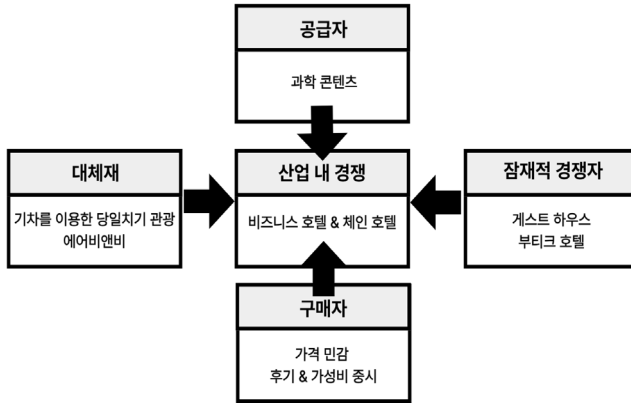 공급자
과학 콘텐츠
대체재
기차를 이용한 당일치기 관광
에어비앤비
산업 내 경쟁
비즈니스 호텔 & 체인 호텔
잠재적 경쟁자
게스트 하우스
부티크 호텔
구매자
가격 민감
후기 & 가성비 중시